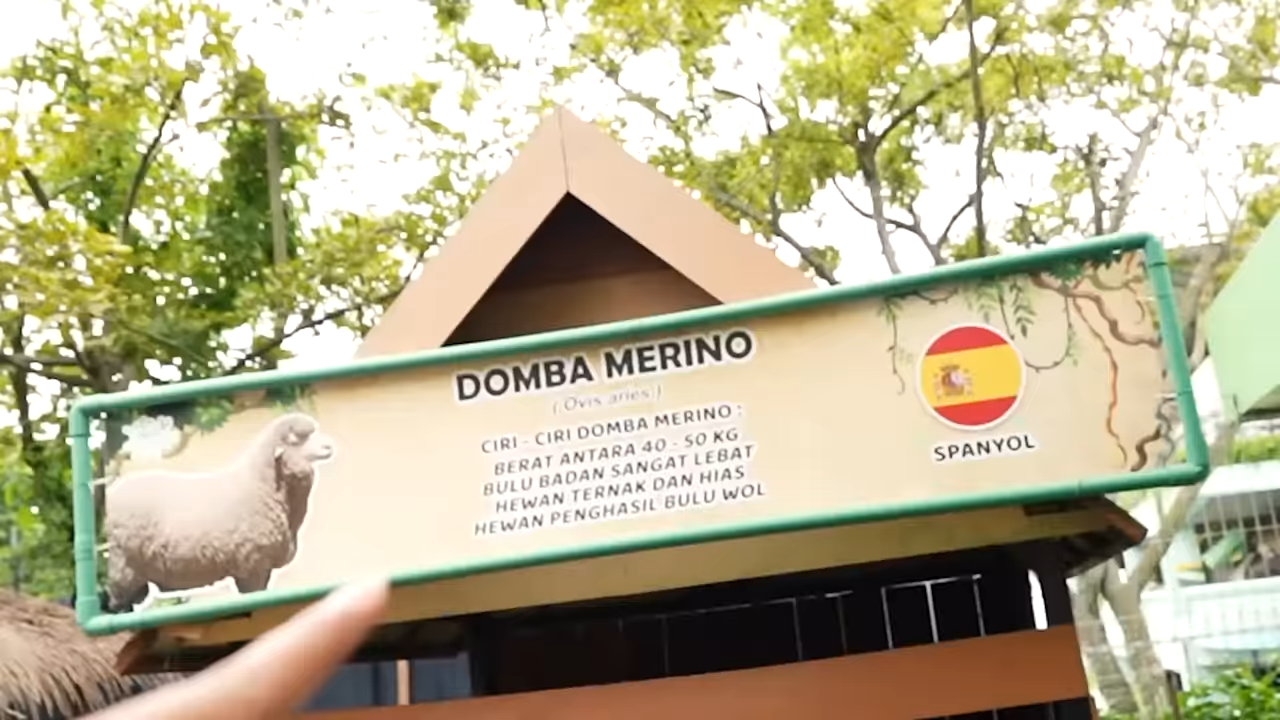 DOMBA MERINO
( Ovis aries )
CIRI - CIRI DOMBA MERINO :
BERAT ANTARA 40 - 50 KG
BULU BADAN SANGAT LEBAT
HEWAN TERNAK DAN HIAS
HEWAN PENGHASIL BULU WOL
SPANYOL